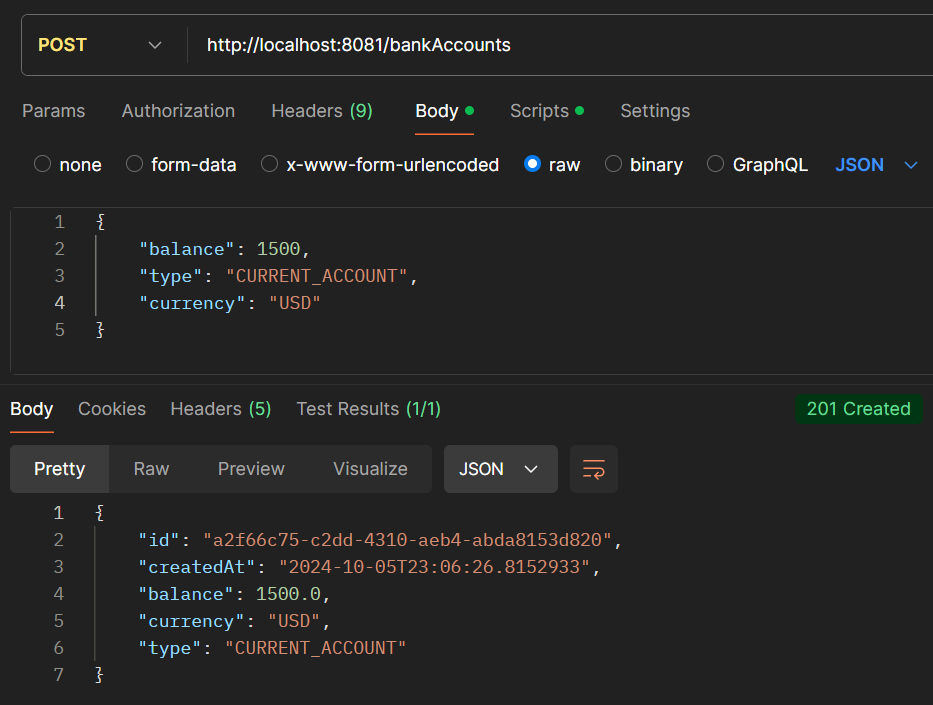 POST http://localhost:8081/bankAccounts
Params Authorization Headers (9) Body Scripts Settings
none form-data x-www-form-urlencoded raw binary GraphQL JSON
1 {
2 "balance": 1500,
3 "type": "CURRENT_ACCOUNT",
4 "currency": "USD"
5 }
Body Cookies Headers (5) Test Results (1/1) 201 Created
Pretty Raw Preview Visualize JSON
1 {
2 "id": "a2f66c75-c2dd-4310-aeb4-abda8153d820",
3 "createdAt": "2024-10-05T23:06:26.8152933",
4 "balance": 1500.0,
5 "currency": "USD",
6 "type": "CURRENT_ACCOUNT"
7 }